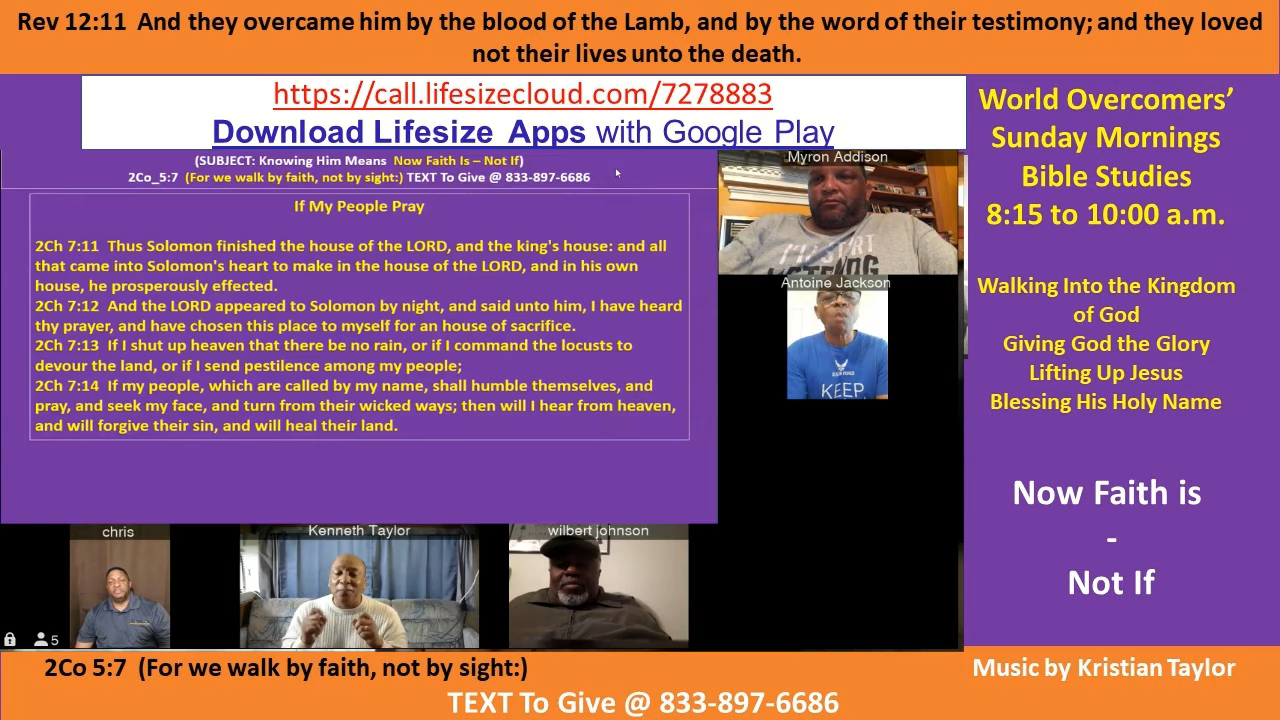 Rev 12:11  And they overcame him by the blood of the Lamb, and by the word of their testimony; and they loved
not their lives unto the death.
https://call.lifesizecloud.com/7278883
Download Lifesize Apps with Google Play
(SUBJECT: Knowing Him Means Now Faith Is – Not If)
2Co_5:7 (For we walk by faith, not by sight:) TEXT To Give @ 833-897-6686
If My People Pray
2Ch 7:11  Thus Solomon finished the house of the LORD, and the king's house: and all
that came into Solomon's heart to make in the house of the LORD, and in his own
house, he prosperously effected.
2Ch 7:12  And the LORD appeared to Solomon by night, and said unto him, I have heard
thy prayer, and have chosen this place to myself for an house of sacrifice.
2Ch 7:13  If I shut up heaven that there be no rain, or if I command the locusts to
devour the land, or if I send pestilence among my people;
2Ch 7:14  If my people, which are called by my name, shall humble themselves, and
pray, and seek my face, and turn from their wicked ways; then will I hear from heaven,
and will forgive their sin, and will heal their land.
Myron Addison
Antoine Jackson
KEEP
chris
Kenneth Taylor
wilbert johnson
5
World Overcomers’
Sunday Mornings
Bible Studies
8:15 to 10:00 a.m.
Walking Into the Kingdom
of God
Giving God the Glory
Lifting Up Jesus
Blessing His Holy Name
Now Faith is
-
Not If
2Co 5:7  (For we walk by faith, not by sight:)
Music by Kristian Taylor
TEXT To Give @ 833-897-6686